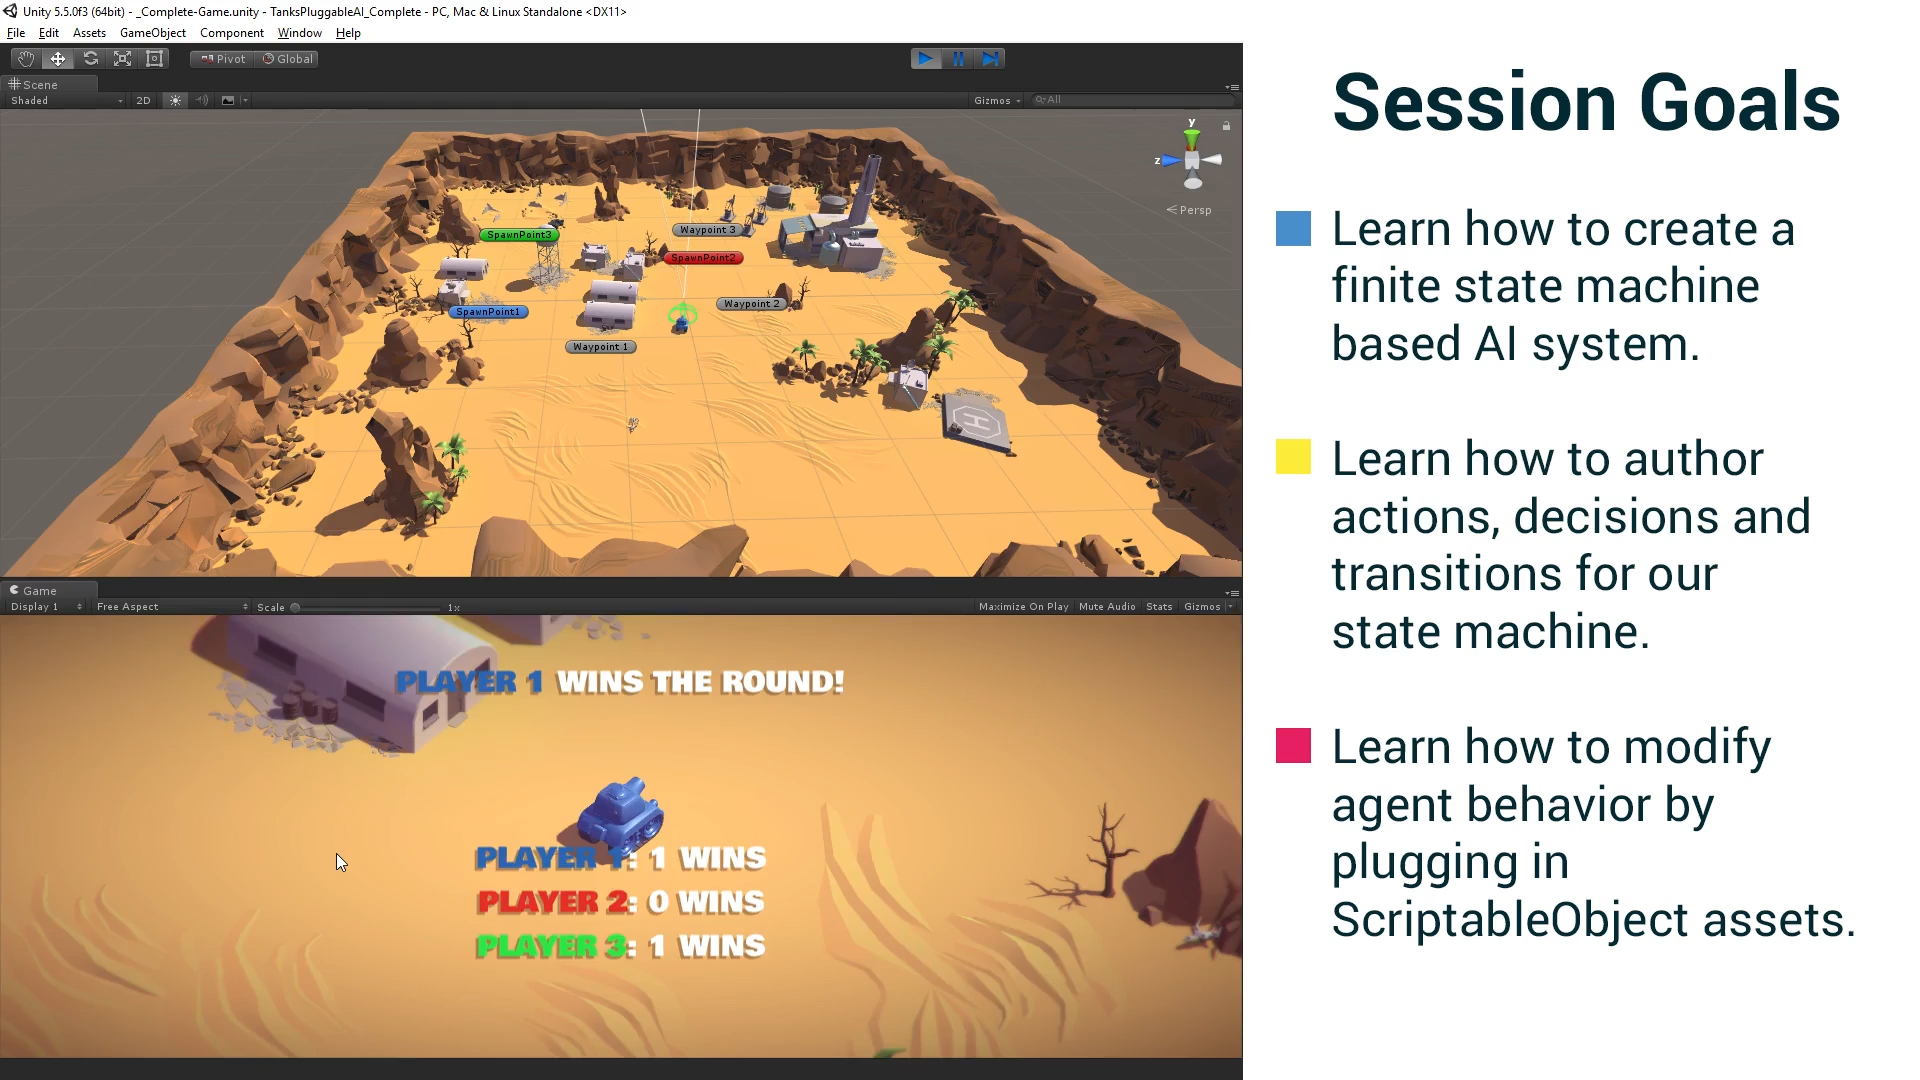 Unity 5.5.0f3 (64bit) - _Complete-Game.unity - TanksPluggableAI_Complete - PC, Mac & Linux Standalone <DX11>
File Edit Assets GameObject Component Window Help
Pivot Global
Scene
Shaded 2D Gizmos All
y
z
Persp
SpawnPoint3
Waypoint 3
SpawnPoint2
Waypoint 2
SpawnPoint1
Waypoint 1
H
Game
Display 1 Free Aspect Scale 1x Maximize On Play Mute Audio Stats Gizmos
PLAYER 1 WINS THE ROUND!
PLAYER 1: 1 WINS
PLAYER 2: 0 WINS
PLAYER 3: 1 WINS
Session Goals
Learn how to create a
finite state machine
based AI system.
Learn how to author
actions, decisions and
transitions for our
state machine.
Learn how to modify
agent behavior by
plugging in
ScriptableObject assets.